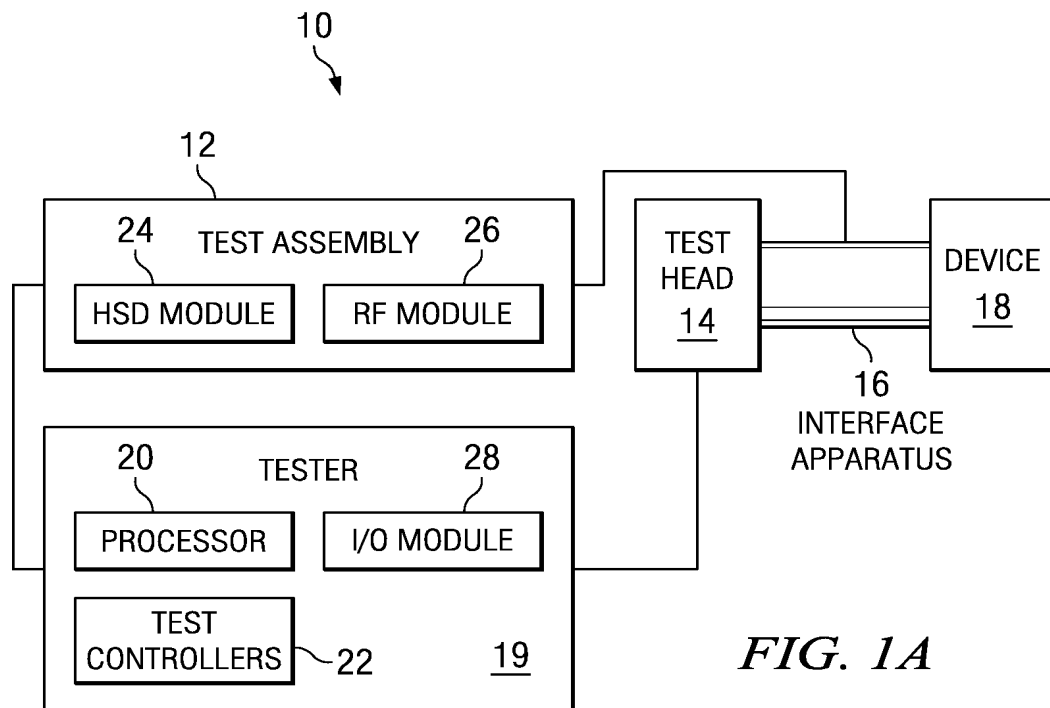 10
12
TEST ASSEMBLY
24
HSD MODULE
26
RF MODULE
TEST
HEAD
14
DEVICE
18
16
INTERFACE
APPARATUS
TESTER
20
PROCESSOR
28
I/O MODULE
TEST
CONTROLLERS
22
19
FIG. 1A